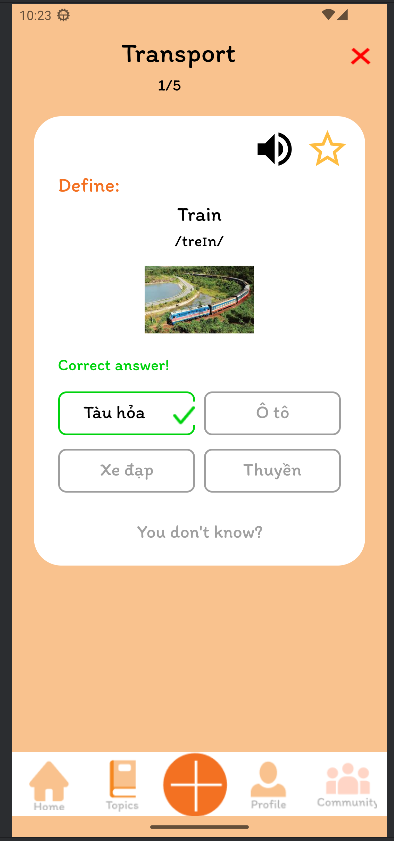 10:23
Transport
1/5
Define:
Train
/treɪn/
Correct answer!
Tàu hỏa
Ô tô
Xe đạp
Thuyền
You don't know?
Home
Topics
Profile
Community